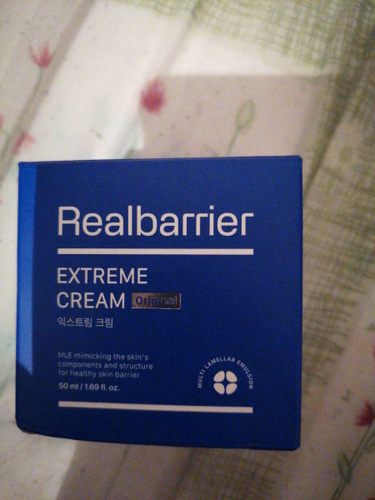 Realbarrier
EXTREME
CREAM Original
익스트림 크림
MLE mimicking the skin's
components and structure
for healthy skin barrier
50 ml / 1.69 fl. oz.
MULTI LAMELLAR EMULSION